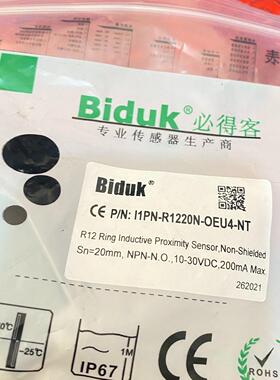 Biduk®必得客
专业传感器生产商
Biduk®
CE P/N: I1PN-R1220N-OEU4-NT
R12 Ring Inductive Proximity Sensor,Non-Shielded
Sn=20mm, NPN-N.O.,10-30VDC,200mA Max.
262021
-25℃
1M
IP67
ROHS